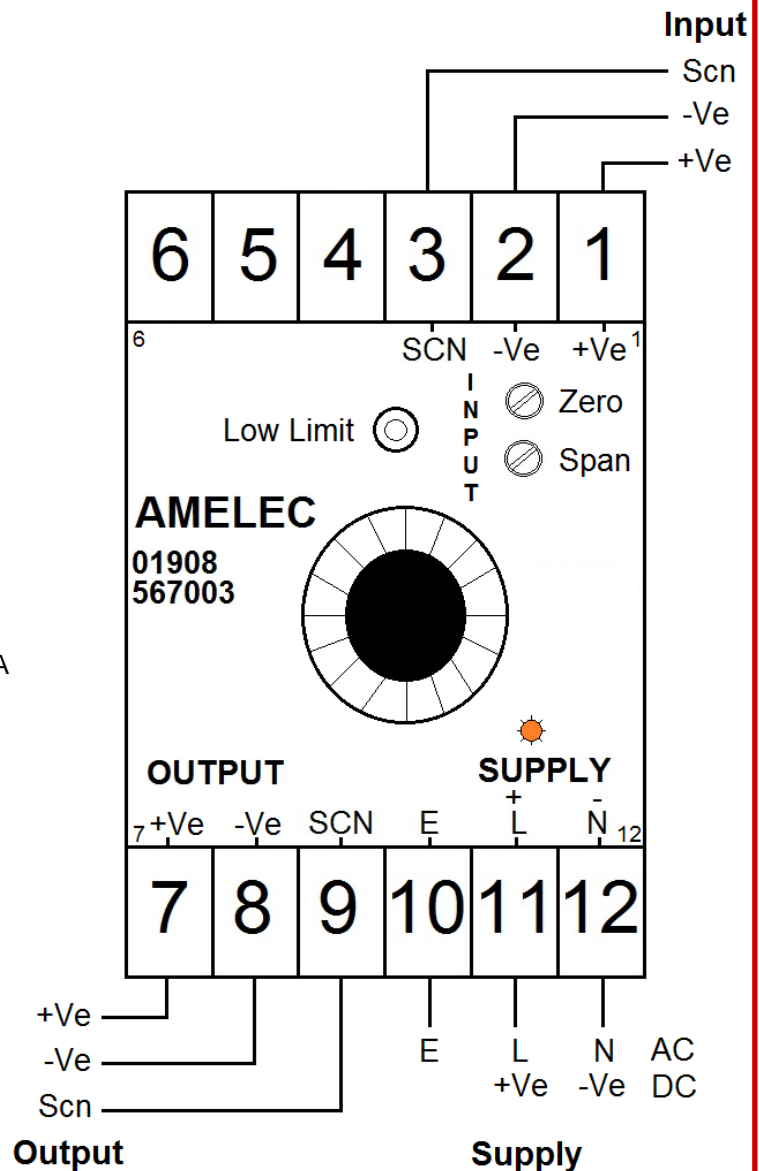 Input
Scn
-Ve
+Ve
6 5 4 3 2 1
6 1
SCN -Ve +Ve
INPUT
Zero
Low Limit
Span
AMELEC
01908
567003
A
OUTPUT SUPPLY
+ -
7 +Ve -Ve SCN E L N 12
7 8 9 10 11 12
+Ve
-Ve
Scn
E L N AC
+Ve -Ve DC
Output Supply